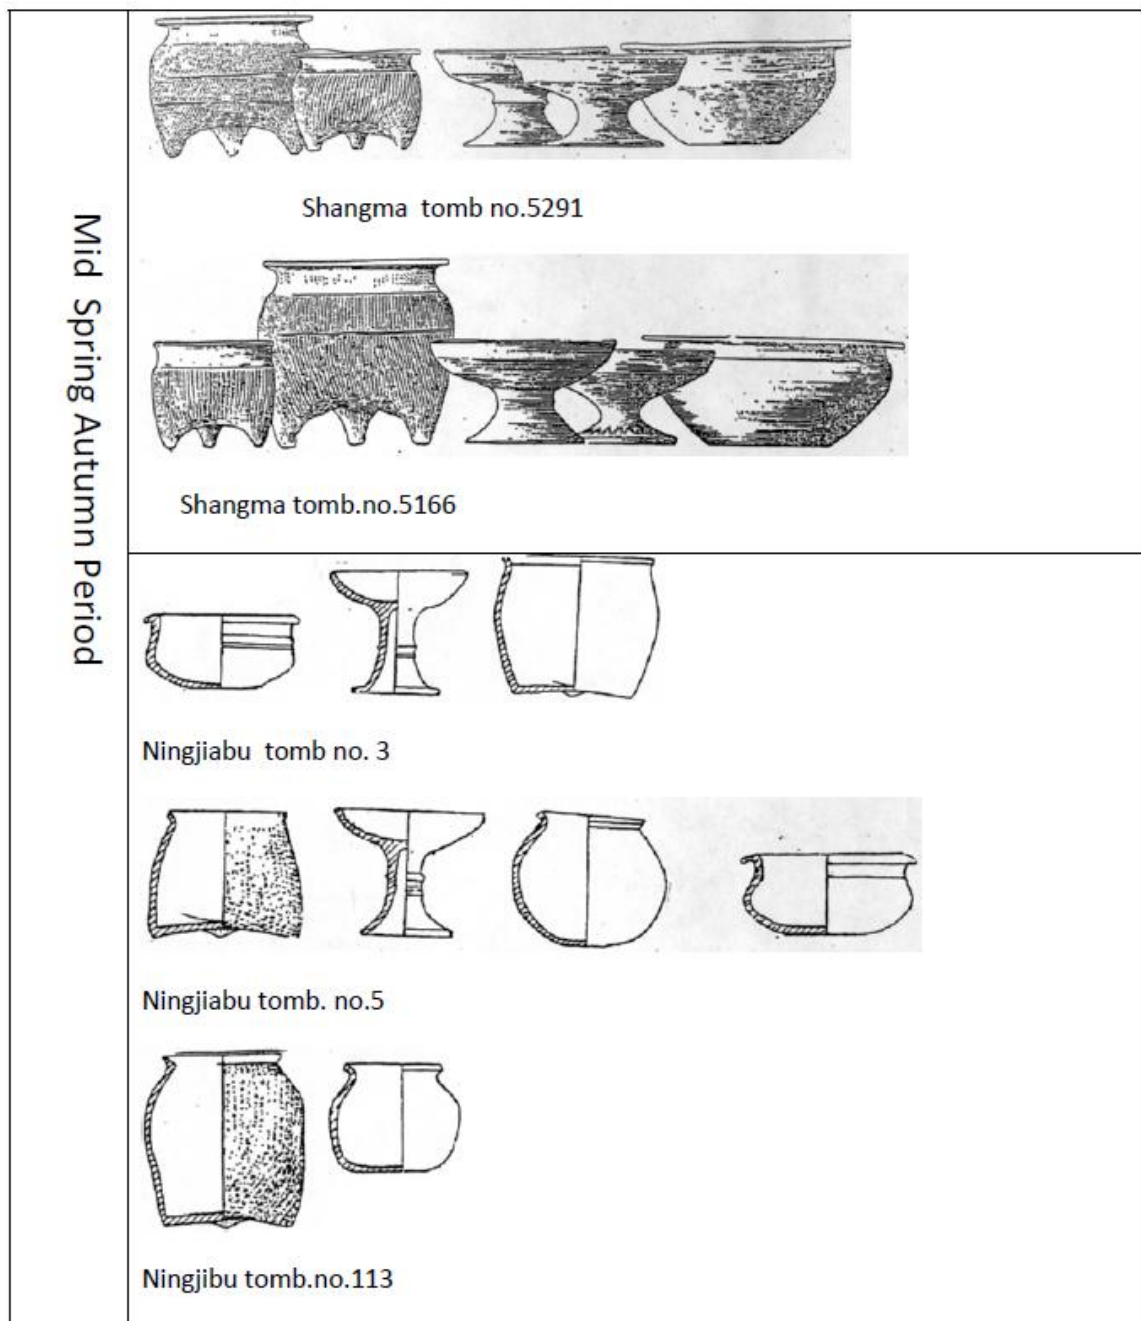 Mid Spring Autumn Period
Shangma tomb no.5291
Shangma tomb.no.5166
Ningjiabu tomb no. 3
Ningjiabu tomb. no.5
Ningjibu tomb.no.113